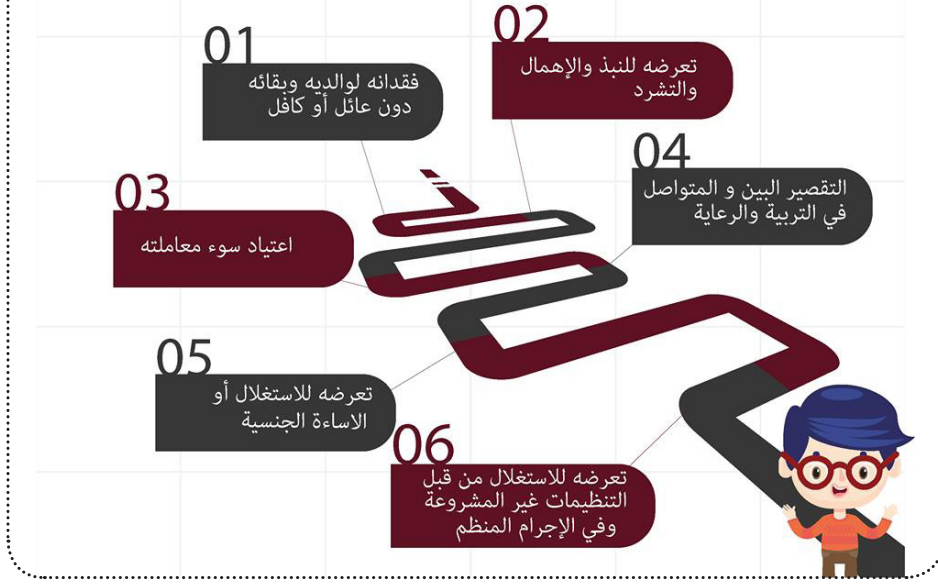 01
فقدانه لوالديه وبقائه
دون عائل أو كافل
02
تعرضه للنبذ والإهمال
والتشرد
03
اعتياد سوء معاملته
04
التقصير البين و المتواصل
في التربية والرعاية
05
تعرضه للاستغلال أو
الاساءة الجنسية
06
تعرضه للاستغلال من قبل
التنظيمات غير المشروعة
وفي الإجرام المنظم